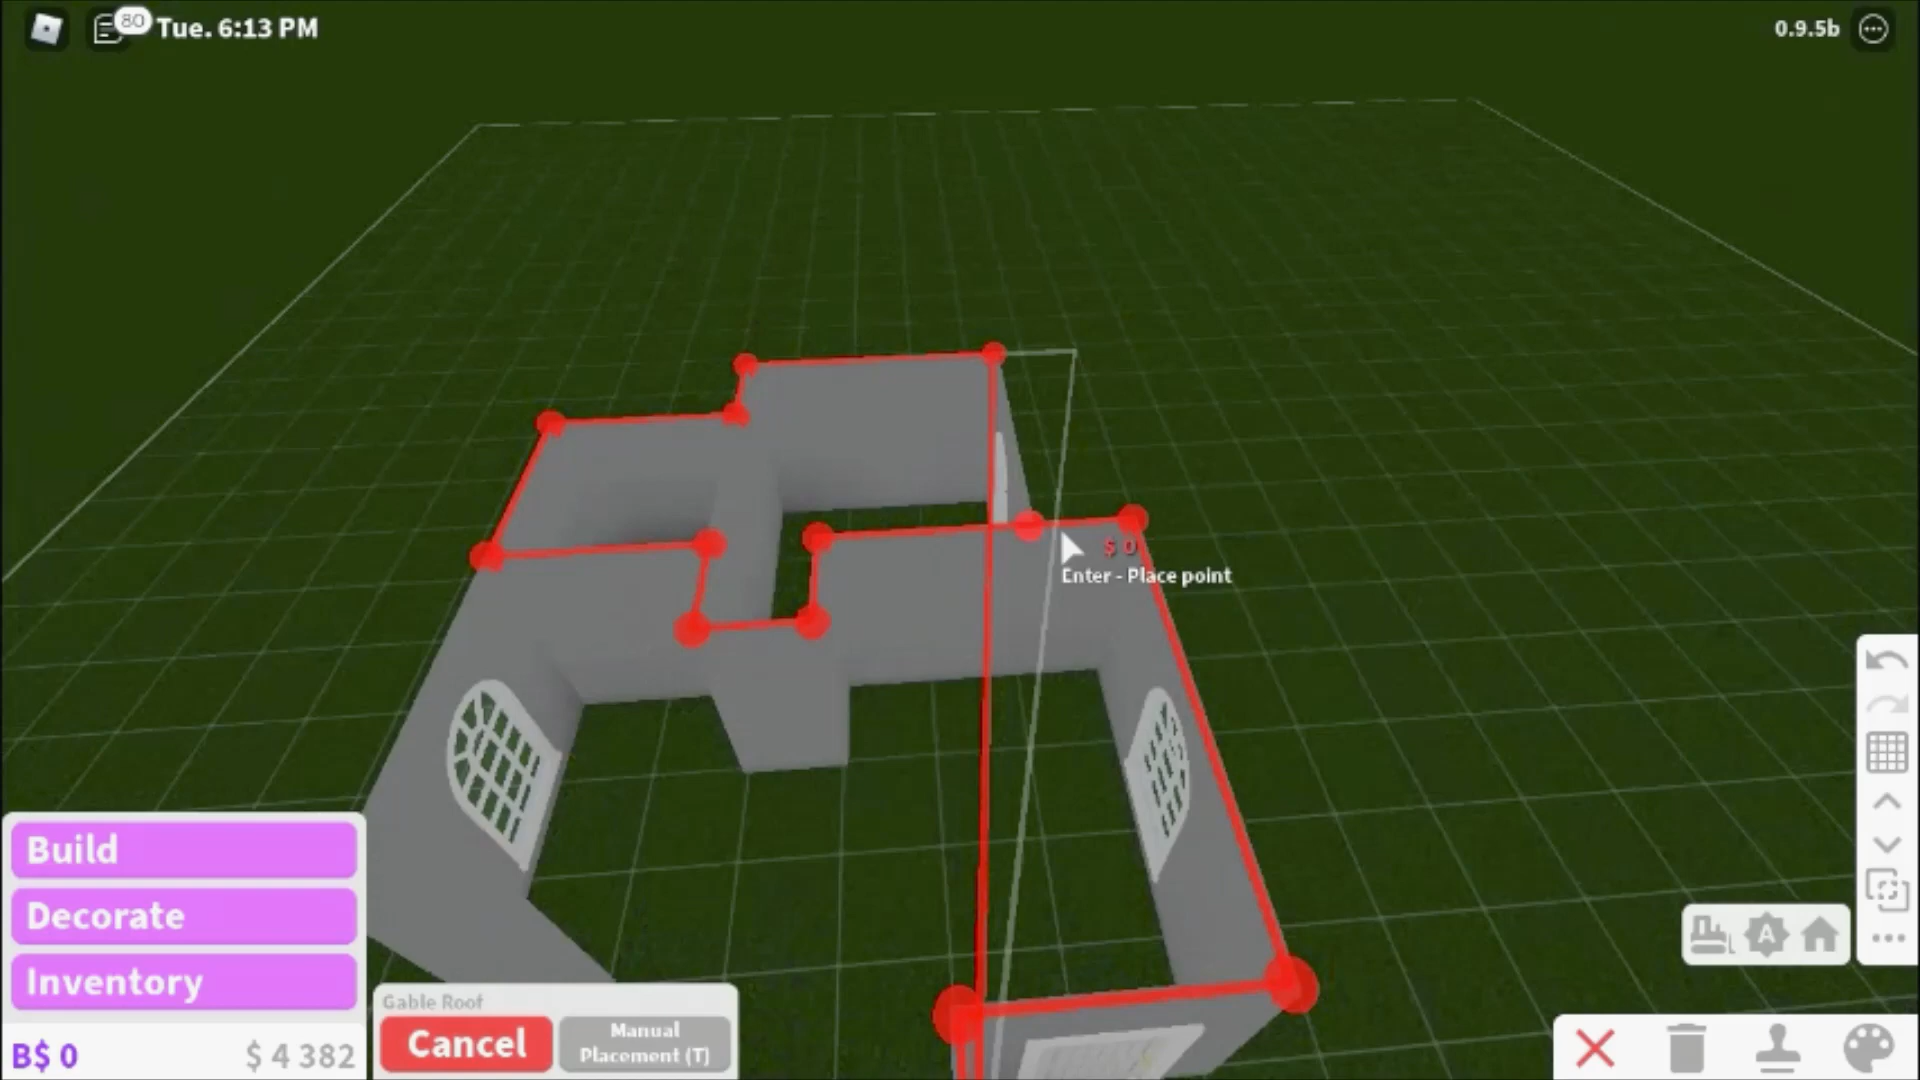 80
Tue. 6:13 PM
0.9.5b
$ 0
Enter - Place point
Build
Decorate
Inventory
B$ 0
$ 4 382
Gable Roof
Cancel
Manual
Placement (T)
A